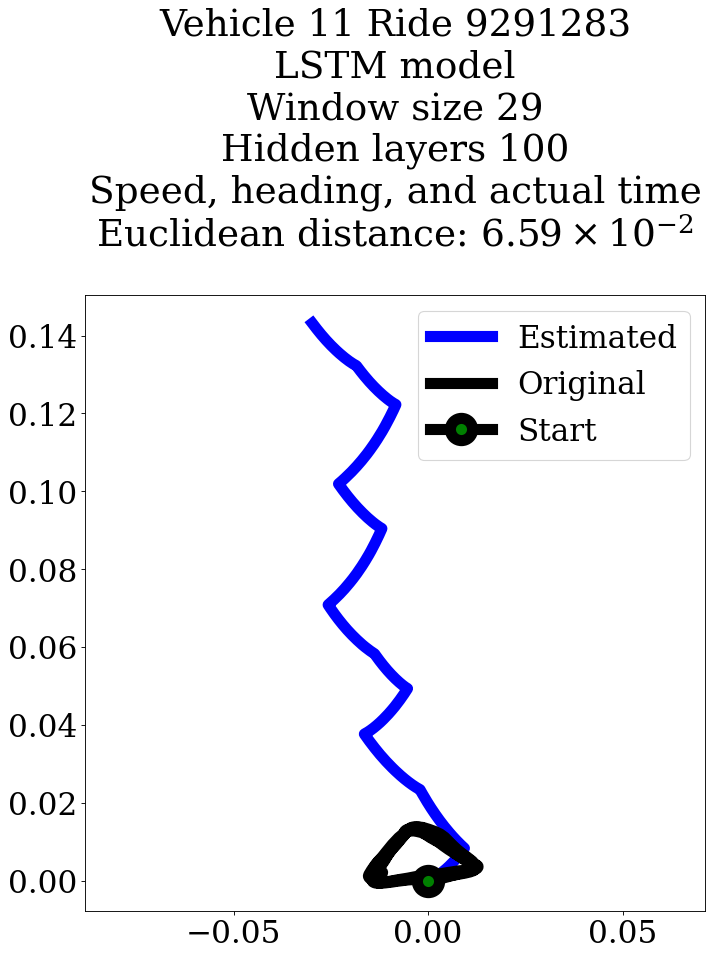 Vehicle 11 Ride 9291283
LSTM model
Window size 29
Hidden layers 100
Speed, heading, and actual time
Euclidean distance: 6.59 × 10⁻²
Estimated
Original
Start
0.14
0.12
0.10
0.08
0.06
0.04
0.02
0.00
−0.05 0.00 0.05